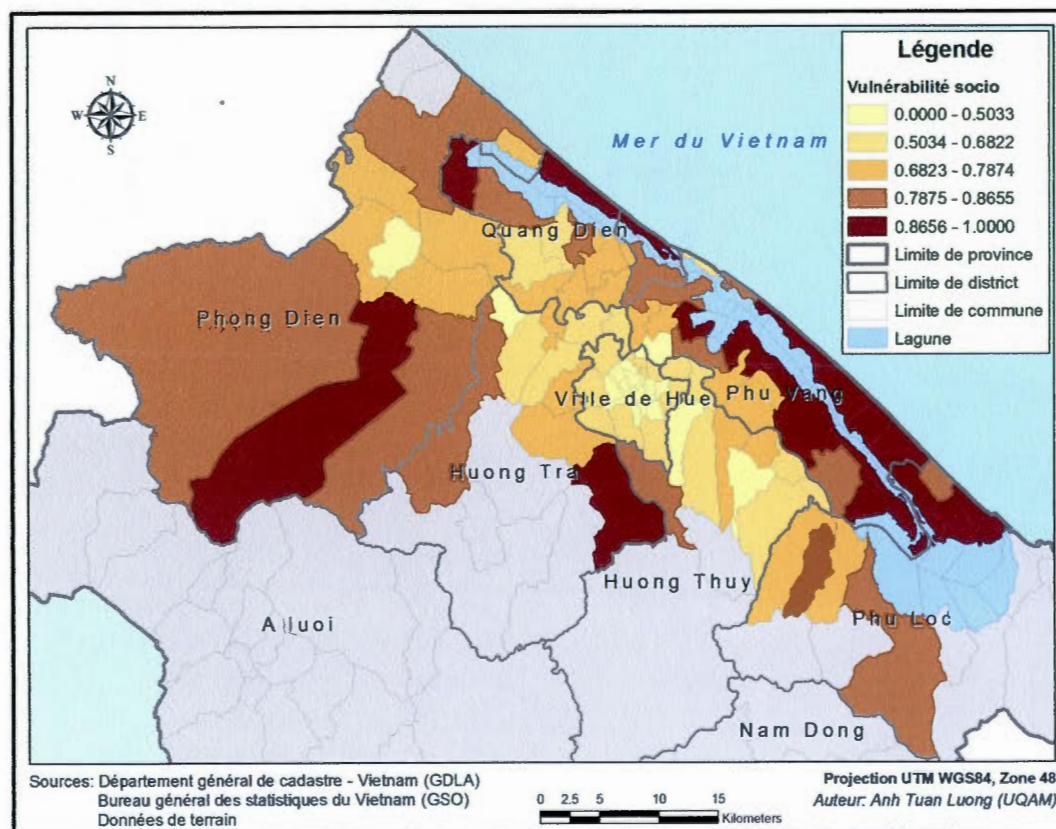 Légende
Vulnérabilité socio
0.0000 - 0.5033
0.5034 - 0.6822
0.6823 - 0.7874
0.7875 - 0.8655
0.8656 - 1.0000
Limite de province
Limite de district
Limite de commune
Lagune
N
W E
S
Mer du Vietnam
Quang Dien
Phong Dien
Ville de Hue
Phu Vang
Huong Tra
Huong Thuy
A luoi
Phu Loc
Nam Dong
Sources: Département général de cadastre - Vietnam (GDLA)
Bureau général des statistiques du Vietnam (GSO)
Données de terrain
0 2.5 5 10 15
Kilometers
Projection UTM WGS84, Zone 48
Auteur: Anh Tuan Luong (UQAM)